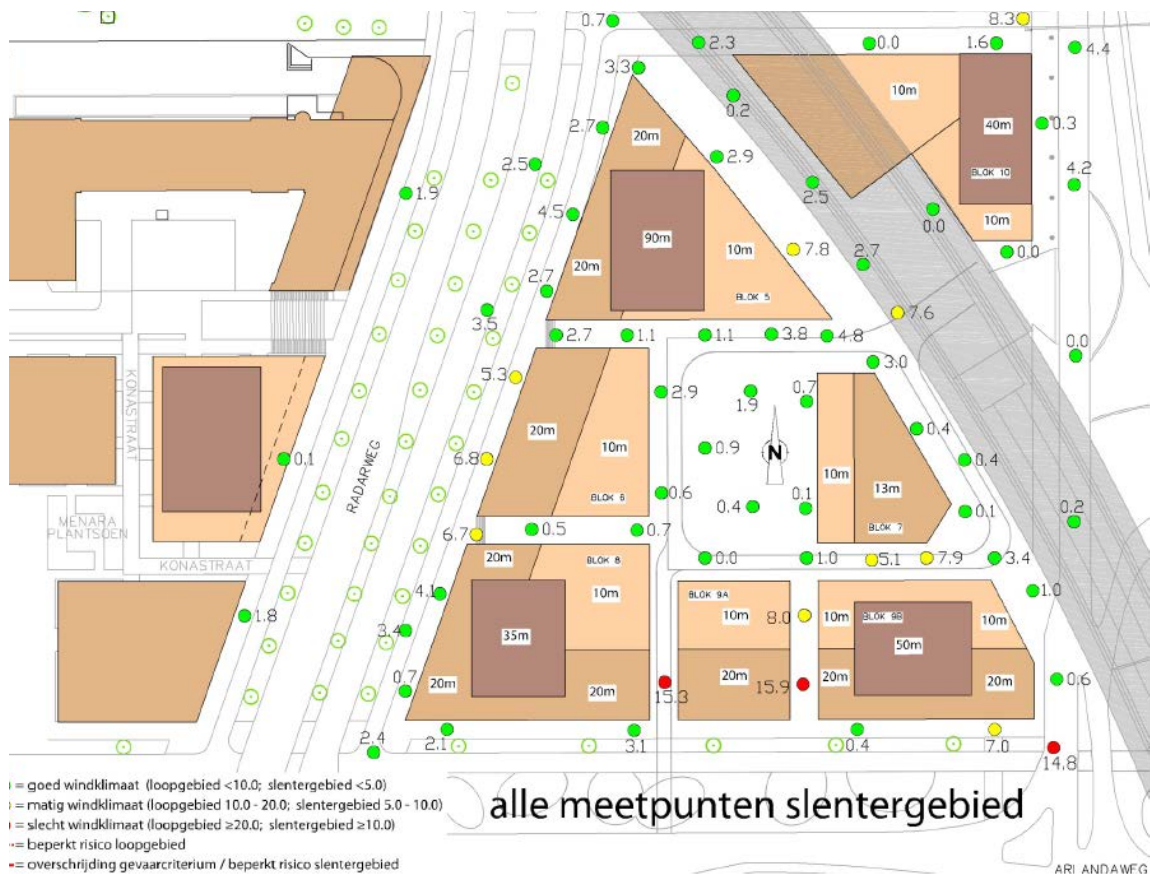 0.7
8.3
2.3
0.0
1.6
4.4
3.3
10m
0.2
40m
0.3
2.7
20m
2.9
2.5
BLOK 10
4.2
1.9
2.5
4.5
90m
10m
0.0
10m
20m
7.8
2.7
0.0
2.7
BLOK 5
3.5
7.6
2.7
1.1
1.1
3.8
4.8
0.0
5.3
3.0
KONASTRAAT
2.9
1.9
0.7
20m
10m
0.4
0.9
N
0.1
6.8
RADARWEG
10m
13m
0.4
BLOK 6
0.6
0.4
0.1
0.1
0.2
MENARA
PLANTSOEN
6.7
0.5
0.7
BLOK 7
KONASTRAAT
20m
BLOK 8
0.0
1.0
5.1
7.9
3.4
4.1
10m
BLOK 9A
10m
8.0
10m
BLOK 9B
10m
1.0
1.8
3.4
35m
50m
0.7
20m
20m
15.3
20m
15.9
20m
20m
0.6
2.4
2.1
3.1
0.4
7.0
14.8
= goed windklimaat (loopgebied <10.0; slentergebied <5.0)
= matig windklimaat (loopgebied 10.0 - 20.0; slentergebied 5.0 - 10.0)
= slecht windklimaat (loopgebied ≥20.0; slentergebied ≥10.0)
= beperkt risico loopgebied
= overschrijding gevaarcriterium / beperkt risico slentergebied
alle meetpunten slentergebied
ARLANDAWEG